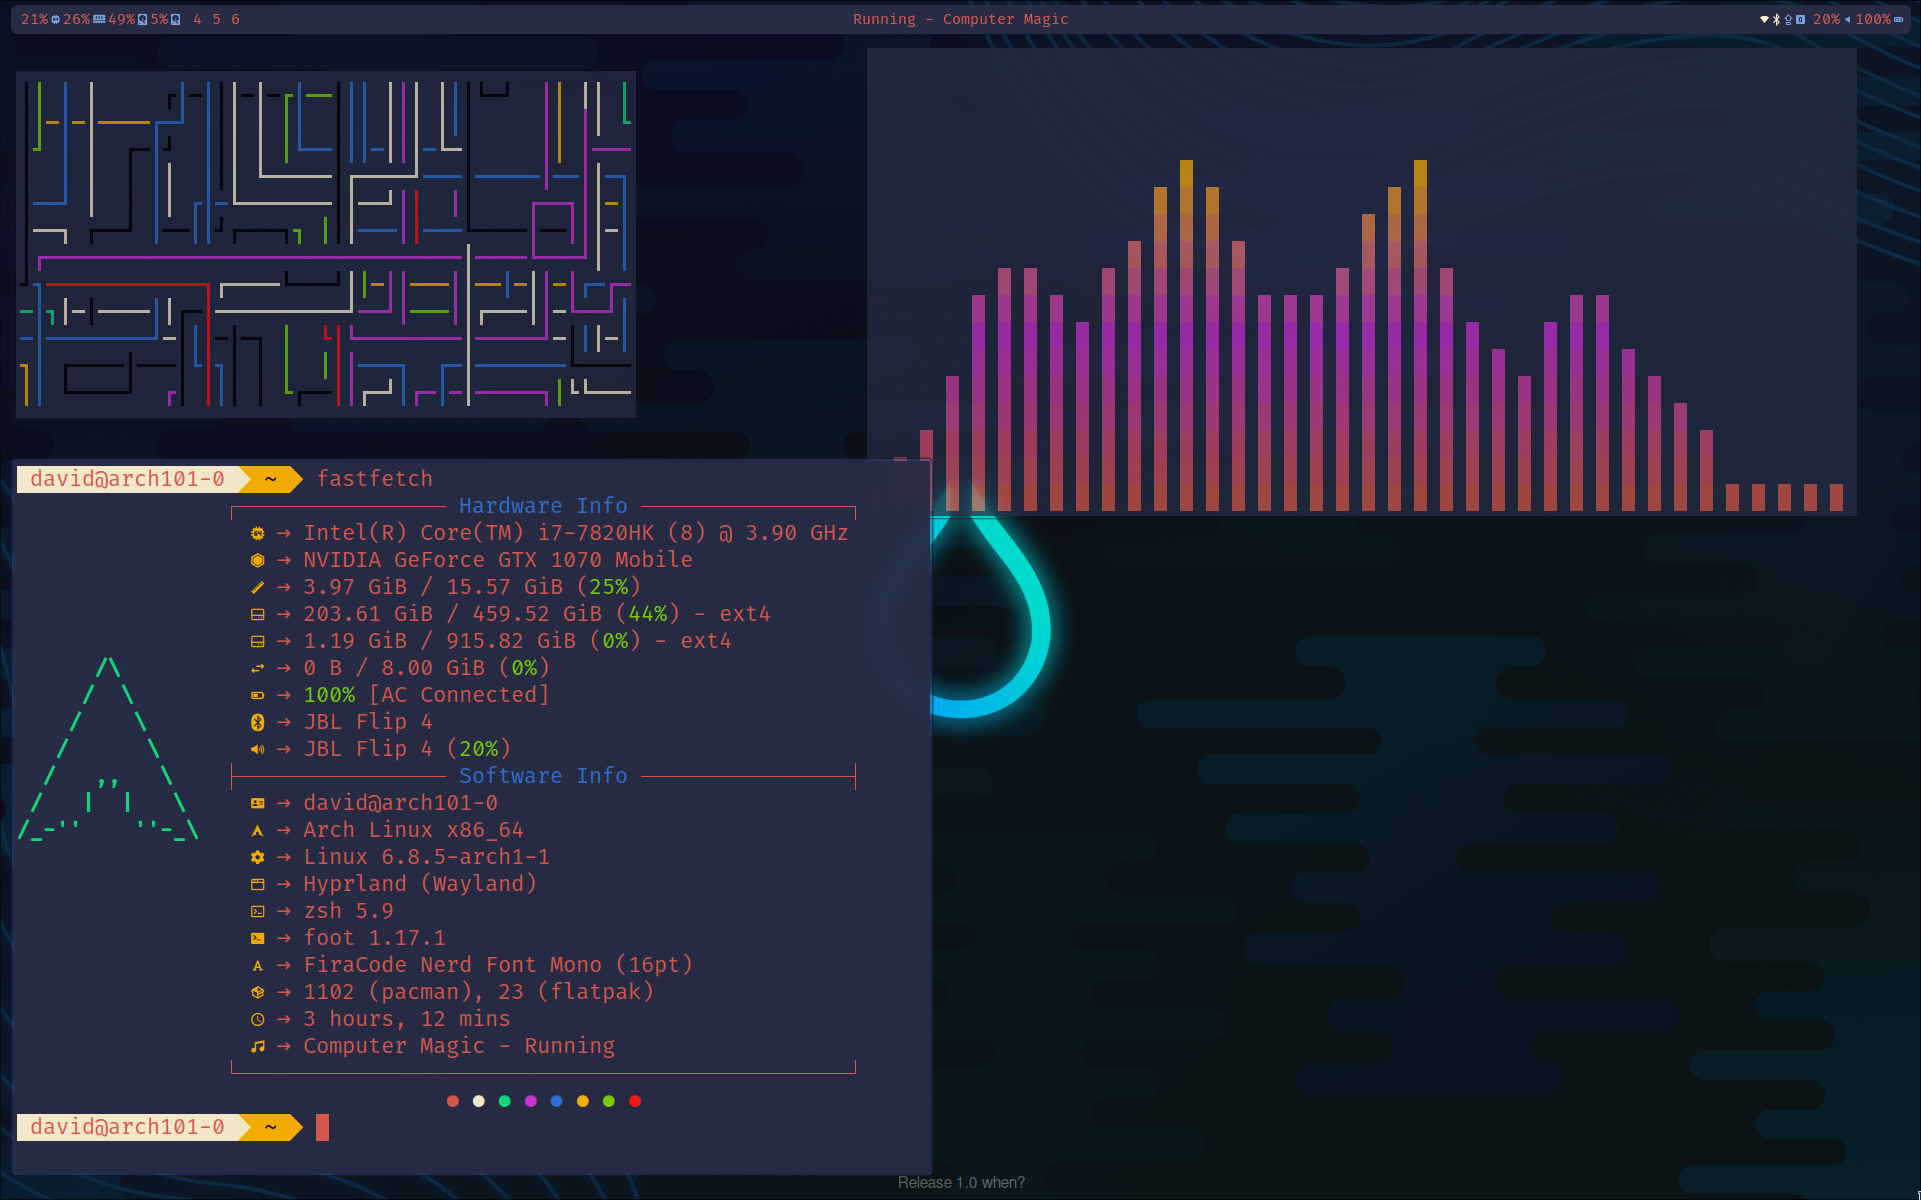 21% 26% 49% 5% 4 5 6
Running - Computer Magic
20% 100%
david@arch101-0 ~ fastfetch
Hardware Info
→ Intel(R) Core(TM) i7-7820HK (8) @ 3.90 GHz
→ NVIDIA GeForce GTX 1070 Mobile
→ 3.97 GiB / 15.57 GiB (25%)
→ 203.61 GiB / 459.52 GiB (44%) - ext4
→ 1.19 GiB / 915.82 GiB (0%) - ext4
→ 0 B / 8.00 GiB (0%)
→ 100% [AC Connected]
→ JBL Flip 4
→ JBL Flip 4 (20%)
Software Info
→ david@arch101-0
→ Arch Linux x86_64
→ Linux 6.8.5-arch1-1
→ Hyprland (Wayland)
→ zsh 5.9
→ foot 1.17.1
→ FiraCode Nerd Font Mono (16pt)
→ 1102 (pacman), 23 (flatpak)
→ 3 hours, 12 mins
→ Computer Magic - Running
david@arch101-0 ~
Release 1.0 when?